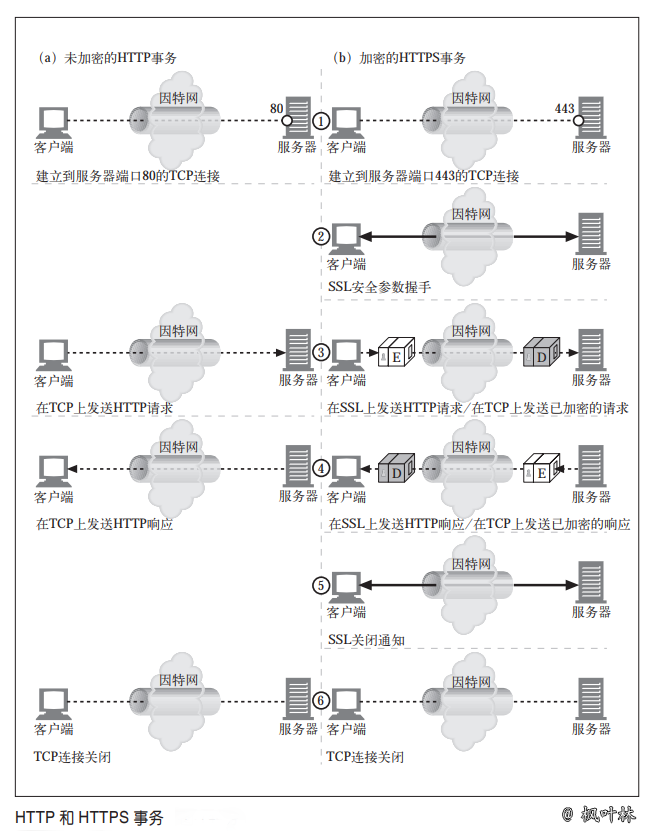 (a) 未加密的HTTP事务
(b) 加密的HTTPS事务
因特网
80
客户端
服务器
建立到服务器端口80的TCP连接
1
因特网
443
客户端
服务器
建立到服务器端口443的TCP连接
2
因特网
客户端
服务器
SSL安全参数握手
因特网
客户端
服务器
在TCP上发送HTTP请求
3
因特网
E
D
客户端
服务器
在SSL上发送HTTP请求/在TCP上发送已加密的请求
因特网
客户端
服务器
在TCP上发送HTTP响应
4
因特网
D
E
客户端
服务器
在SSL上发送HTTP响应/在TCP上发送已加密的响应
5
因特网
客户端
服务器
SSL关闭通知
因特网
客户端
服务器
TCP连接关闭
6
因特网
客户端
服务器
TCP连接关闭
HTTP 和 HTTPS 事务
@ 枫叶林